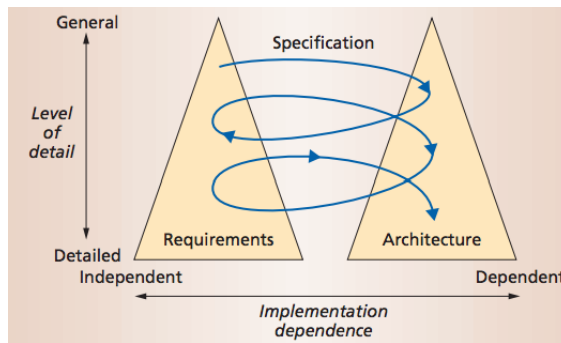 General
Specification
Level
of
detail
Requirements
Architecture
Detailed
Independent
Dependent
Implementation
dependence